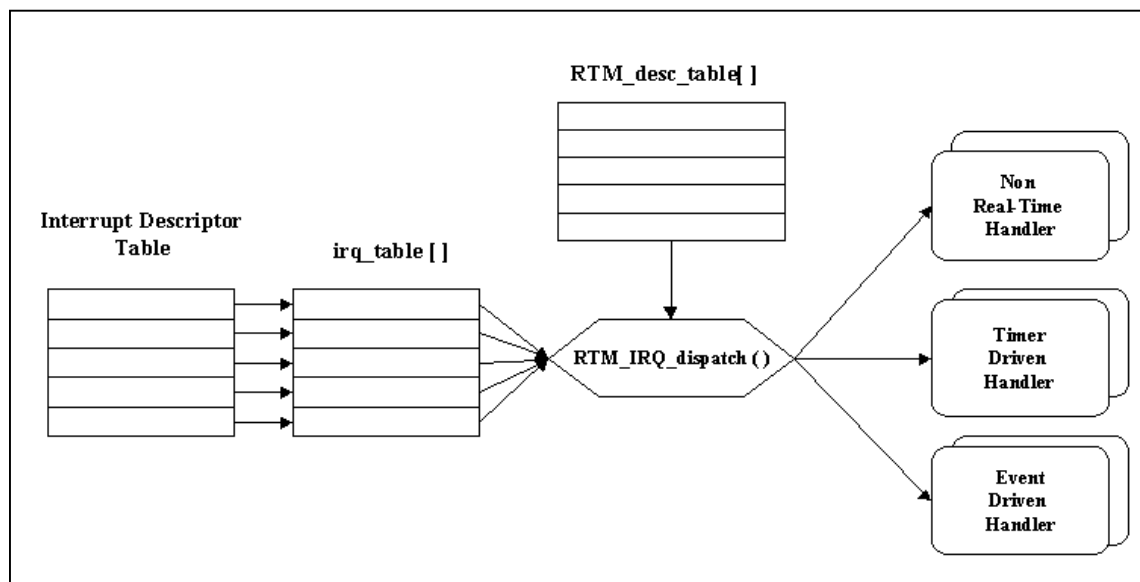 RTM_desc_table[ ]
Interrupt Descriptor
Table
irq_table [ ]
RTM_IRQ_dispatch ( )
Non
Real-Time
Handler
Timer
Driven
Handler
Event
Driven
Handler